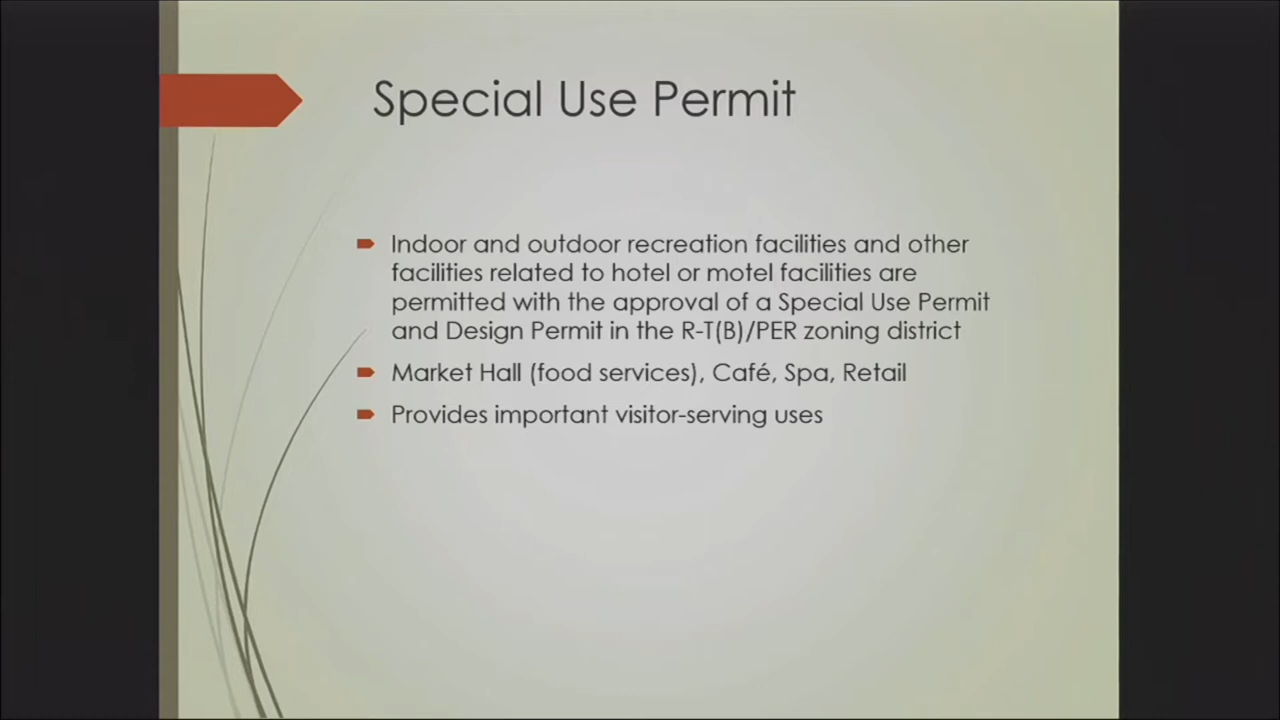 Special Use Permit
Indoor and outdoor recreation facilities and other
facilities related to hotel or motel facilities are
permitted with the approval of a Special Use Permit
and Design Permit in the R-T(B)/PER zoning district
Market Hall (food services), Café, Spa, Retail
Provides important visitor-serving uses